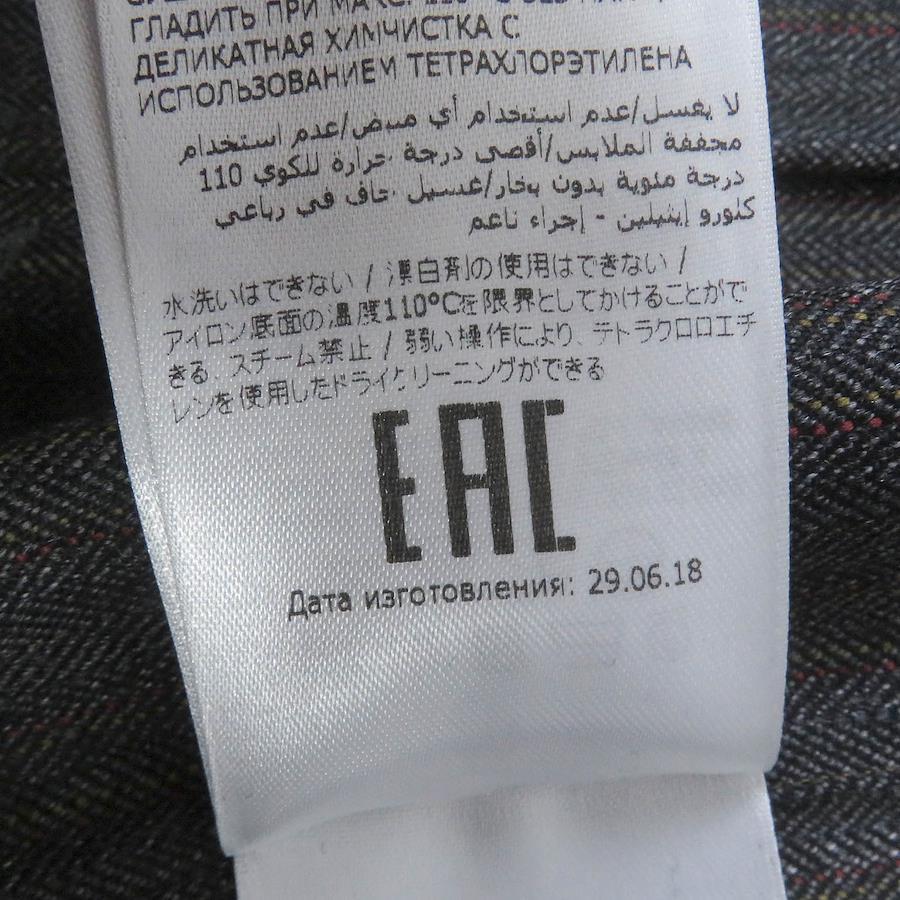 ГЛАДИТЬ ПРИ МАКС. 110°C БЕЗ
ДЕЛИКАТНАЯ ХИМЧИСТКА С
ИСПОЛЬЗОВАНИЕМ ТЕТРАХЛОРЭТИЛЕНА
لا يغسل/عدم استخدام أي مبيض/عدم استخدام
مجففة الملابس/أقصى درجة حرارة للكوي 110
درجة مئوية بدون بخار/غسيل جاف في رباعي
كلورو إيثيلين - إجراء ناعم
水洗いはできない / 漂白剤の使用はできない /
アイロン底面の温度110°Cを限界としてかけることがで
きる。スチーム禁止 / 弱い操作により、テトラクロロエチ
レンを使用したドライクリーニングができる
EAC
Дата изготовления: 29.06.18